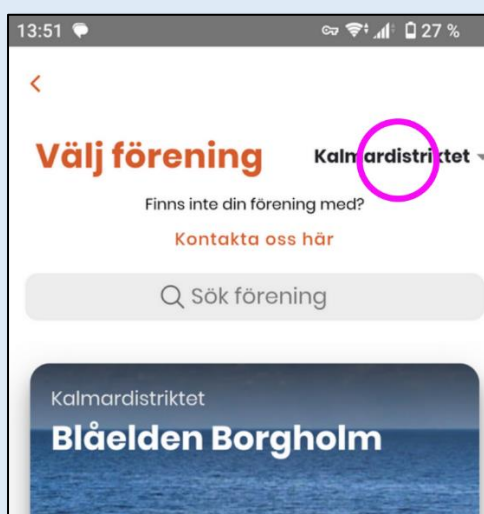 13:51 27 %
Välj förening
Kalmardistriktet
Finns inte din förening med?
Kontakta oss här
Sök förening
Kalmardistriktet
Blåelden Borgholm